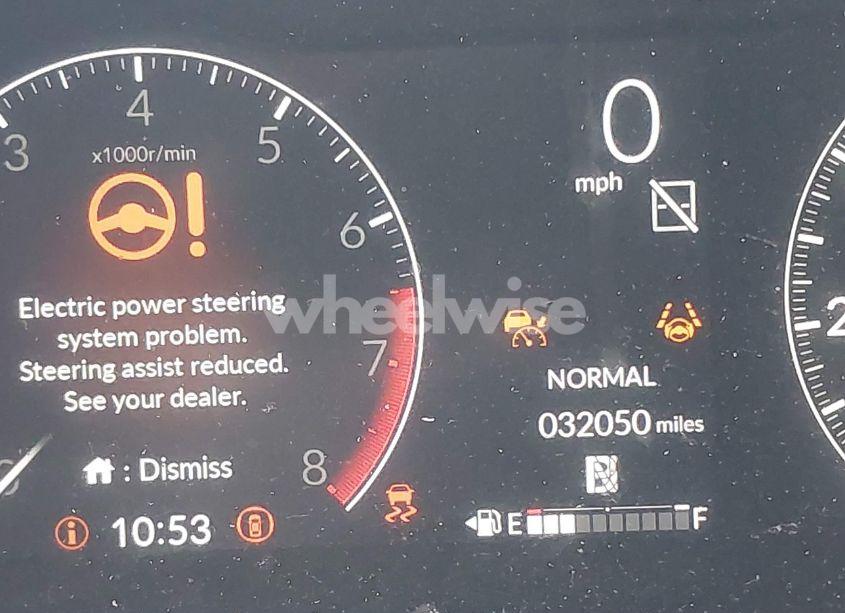 4
3
5
x1000r/min
0
mph
6
Electric power steering
system problem.
Steering assist reduced.
See your dealer.
wheelwise
7
NORMAL
2
032050 miles
8
: Dismiss
10:53
E F